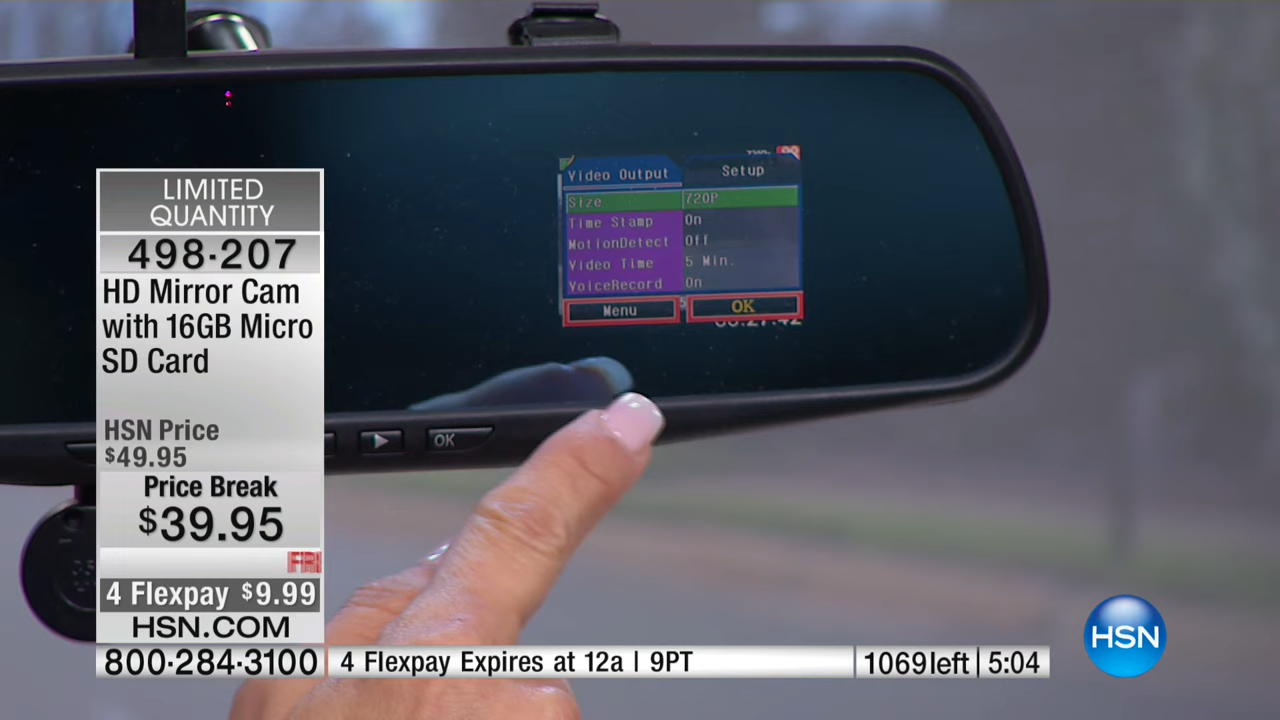 LIMITED
QUANTITY
498·207
HD Mirror Cam
with 16GB Micro
SD Card
HSN Price
$49.95
Price Break
$39.95
4 Flexpay $9.99
HSN.COM
800·284·3100
4 Flexpay Expires at 12a | 9PT
1069left | 5:04
HSN
Video Output
Setup
Size 720P
Time Stamp On
MotionDetect Off
Video Time 5 Min.
VoiceRecord On
Menu
OK
OK